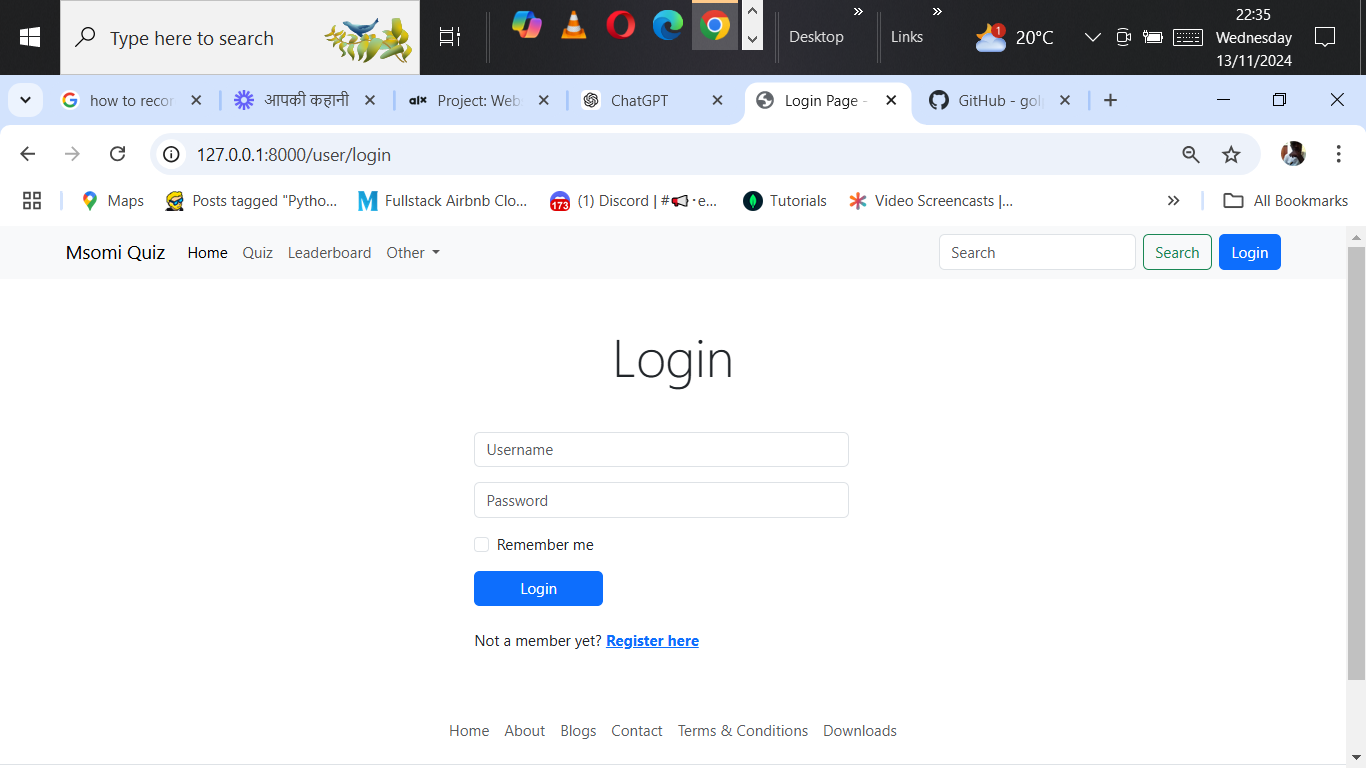 Type here to search
Desktop
»
Links
»
1
20°C
22:35
Wednesday
13/11/2024
how to recor
आपकी कहानी
alx Project: Web
ChatGPT
Login Page -
GitHub - gol
127.0.0.1:8000/user/login
Maps
Posts tagged "Pytho...
Fullstack Airbnb Clo...
173
(1) Discord | #📢・e...
Tutorials
Video Screencasts |...
»
All Bookmarks
Msomi Quiz
Home
Quiz
Leaderboard
Other
Search
Search
Login
Login
Username
Password
Remember me
Login
Not a member yet? Register here
Home
About
Blogs
Contact
Terms & Conditions
Downloads